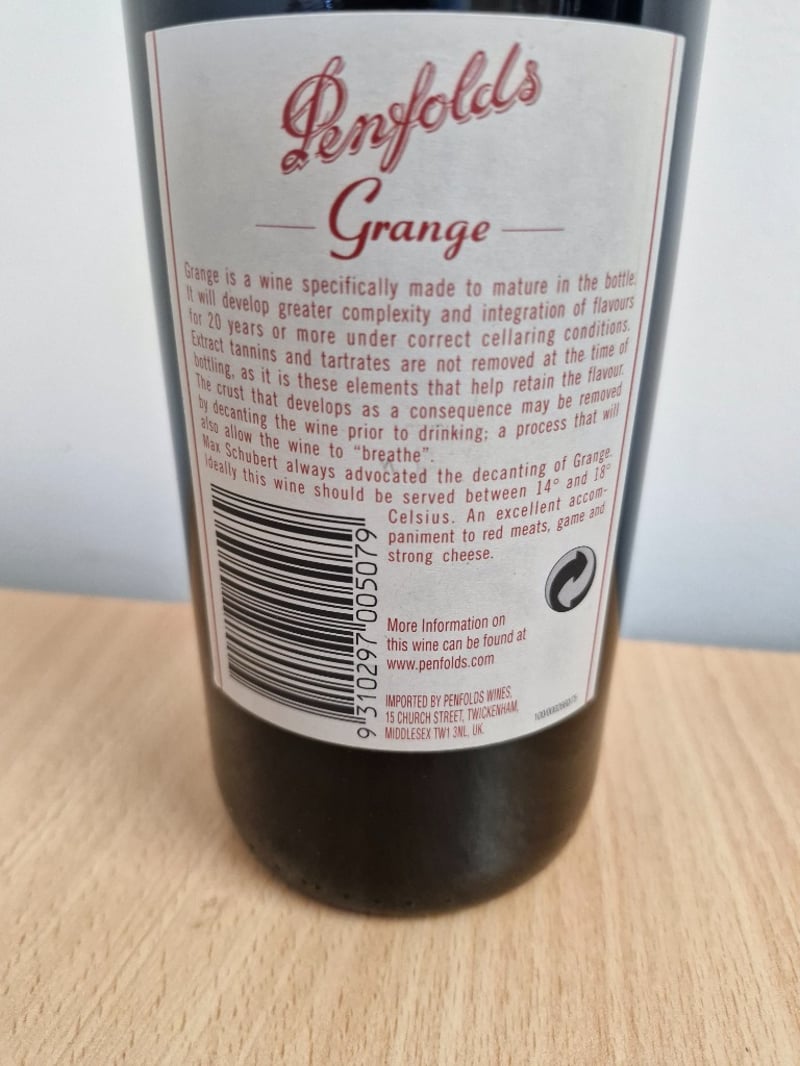 Penfolds
Grange
Grange is a wine specifically made to mature in the bottle.
It will develop greater complexity and integration of flavours
for 20 years or more under correct cellaring conditions.
Extract tannins and tartrates are not removed at the time of
bottling, as it is these elements that help retain the flavour.
The crust that develops as a consequence may be removed
by decanting the wine prior to drinking; a process that will
also allow the wine to “breathe”.
Max Schubert always advocated the decanting of Grange.
Ideally this wine should be served between 14° and 18°
Celsius. An excellent accom-
paniment to red meats, game and
strong cheese.
9 310297 005079
More Information on
this wine can be found at
www.penfolds.com
IMPORTED BY PENFOLDS WINES,
15 CHURCH STREET, TWICKENHAM,
MIDDLESEX TW1 3NL, UK.